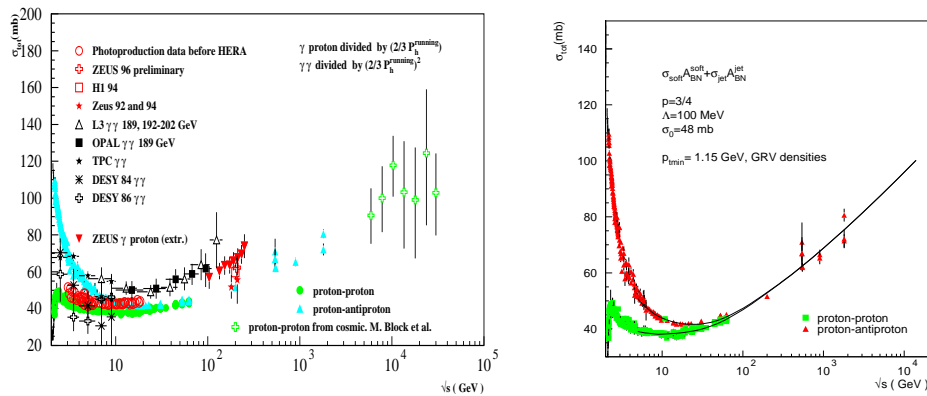 σtot(mb)
200
180
160
140
120
100
80
60
40
20
Photoproduction data before HERA
ZEUS 96 preliminary
H1 94
Zeus 92 and 94
L3 γγ 189, 192-202 GeV
OPAL γγ 189 GeV
TPC γγ
DESY 84 γγ
DESY 86 γγ
ZEUS γ proton (extr.)
γ proton divided by (2/3 P_h^running)
γγ divided by (2/3 P_h^running)^2
proton-proton
proton-antiproton
proton-proton from cosmic. M. Block et al.
10
10^2
10^3
10^4
10^5
√s ( GeV )
σtot(mb)
140
120
100
80
60
40
σ_soft A_BN^soft+σ_jet A_BN^jet
p=3/4
Λ=100 MeV
σ_0=48 mb
p_tmin= 1.15 GeV, GRV densities
proton-proton
proton-antiproton
10
10^2
10^3
10^4
√s ( GeV )